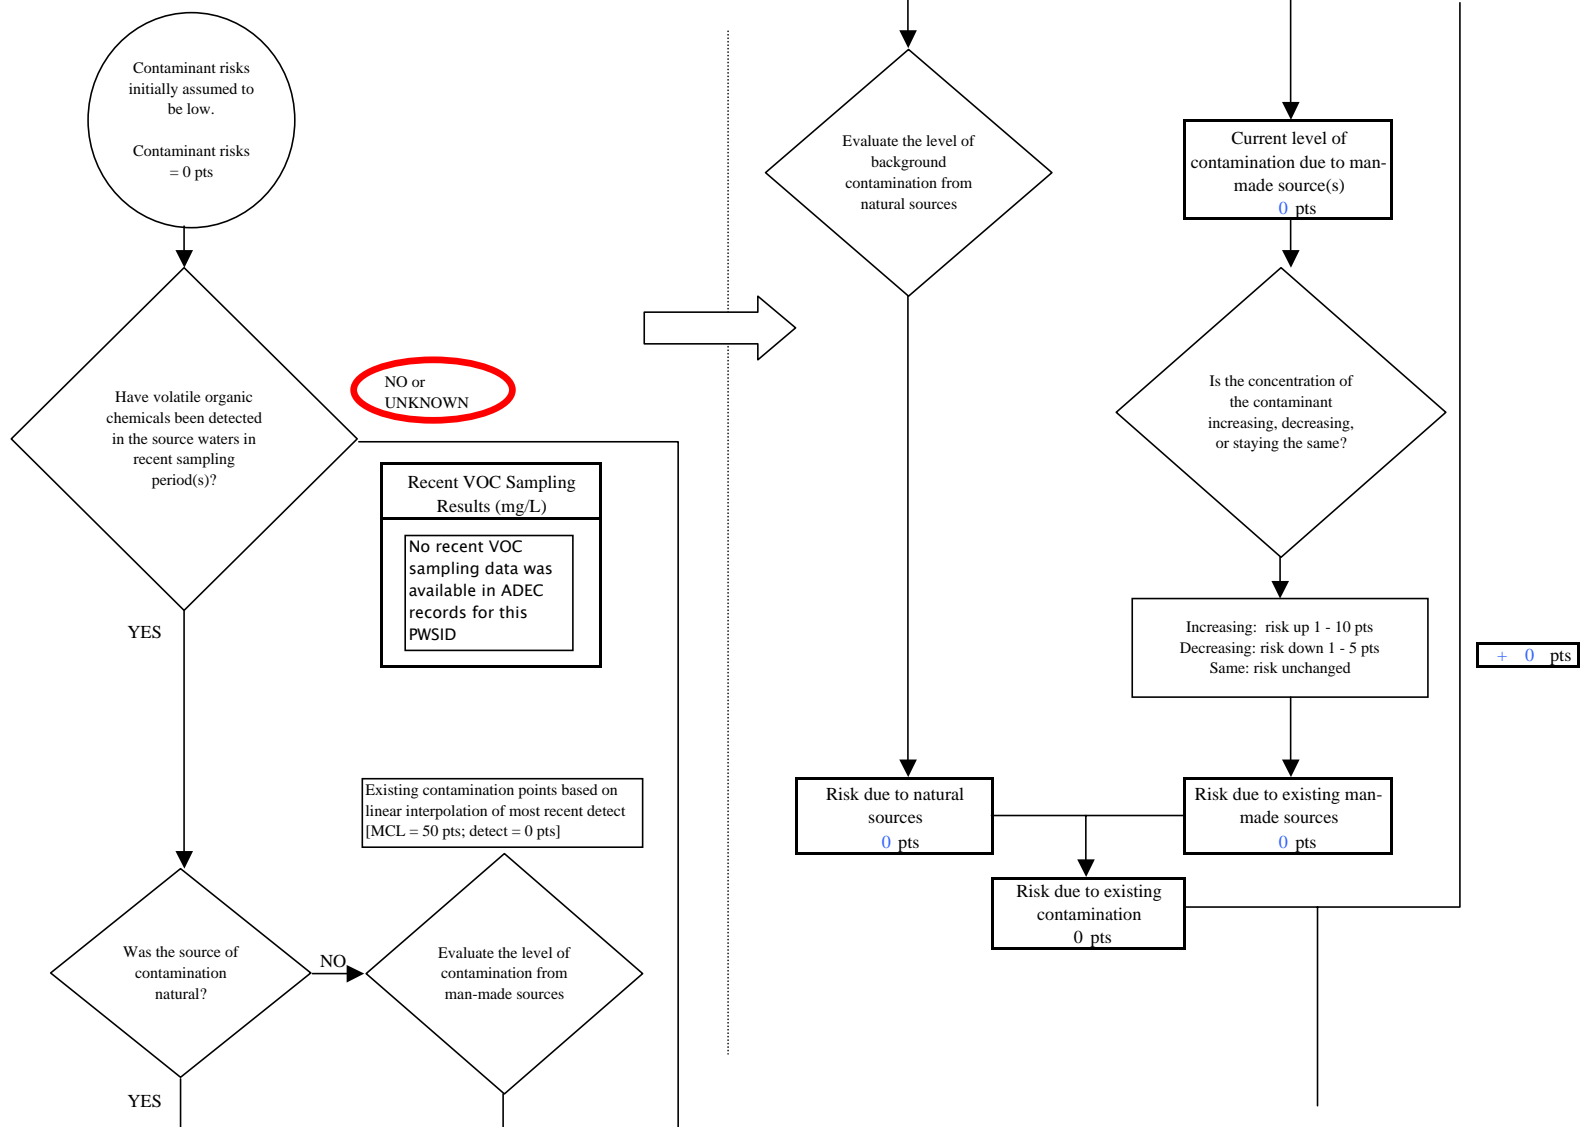 Contaminant risks
initially assumed to
be low.
Contaminant risks
= 0 pts
Have volatile organic
chemicals been detected
in the source waters in
recent sampling
period(s)?
NO or
UNKNOWN
Recent VOC Sampling
Results (mg/L)
No recent VOC
sampling data was
available in ADEC
records for this
PWSID
YES
Existing contamination points based on
linear interpolation of most recent detect
[MCL = 50 pts; detect = 0 pts]
Was the source of
contamination
natural?
NO
Evaluate the level of
contamination from
man-made sources
YES
Evaluate the level of
background
contamination from
natural sources
Current level of
contamination due to man-
made source(s)
0 pts
Is the concentration of
the contaminant
increasing, decreasing,
or staying the same?
Increasing: risk up 1 - 10 pts
Decreasing: risk down 1 - 5 pts
Same: risk unchanged
+ 0 pts
Risk due to natural
sources
0 pts
Risk due to existing man-
made sources
0 pts
Risk due to existing
contamination
0 pts